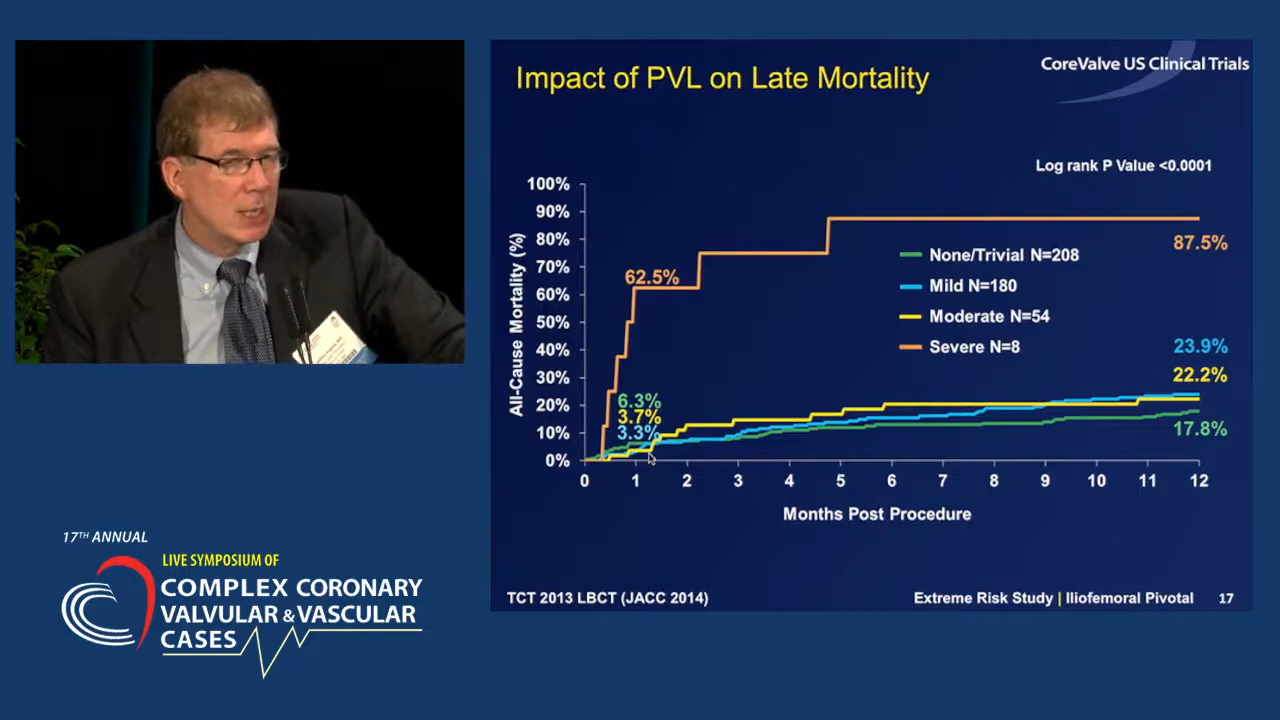 CoreValve US Clinical Trials
Impact of PVL on Late Mortality
Log rank P Value <0.0001
All-Cause Mortality (%)
100%
90%
80%
70%
60%
50%
40%
30%
20%
10%
0%
62.5%
87.5%
None/Trivial N=208
Mild N=180
Moderate N=54
Severe N=8
23.9%
22.2%
17.8%
6.3%
3.7%
3.3%
0 1 2 3 4 5 6 7 8 9 10 11 12
Months Post Procedure
TCT 2013 LBCT (JACC 2014)
Extreme Risk Study | Iliofemoral Pivotal 17
17TH ANNUAL
LIVE SYMPOSIUM OF
COMPLEX CORONARY
VALVULAR & VASCULAR
CASES